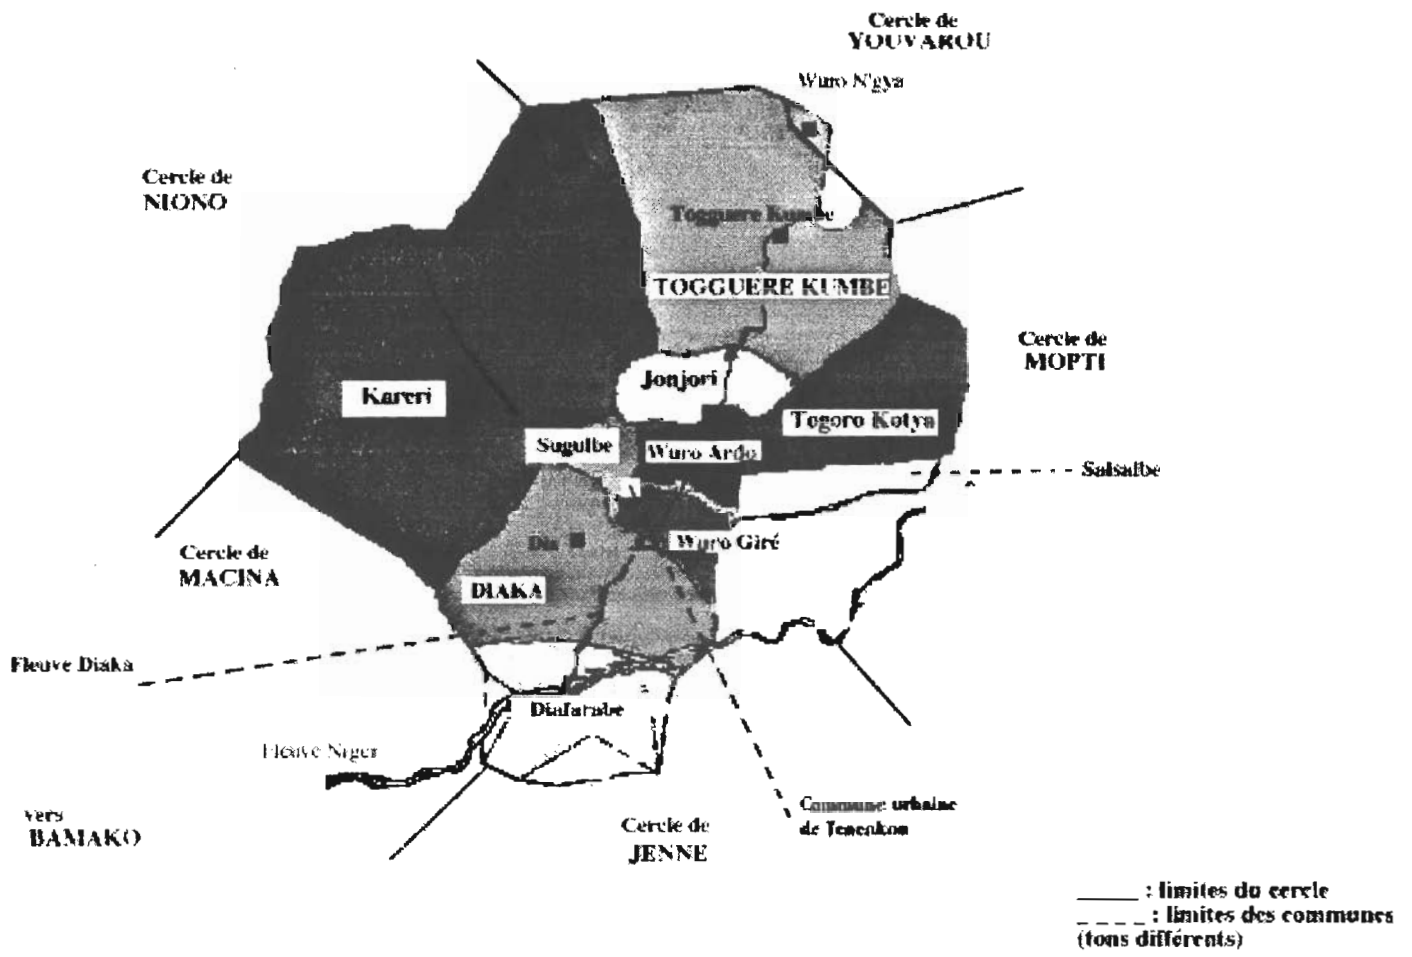 Cercle de
YOUVAROU
Wuro N'gya
Cercle de
NIONO
Togguere Kumbe
TOGGUERE KUMBE
Cercle de
MOPTI
Jonjori
Kareri
Togoro Kotya
Sugulbe
Wuro Ardo
Salsalbe
Dia
Wuro Giré
Cercle de
MACINA
DIAKA
Fleuve Diaka
Diafarabe
Fleuve Niger
vers
BAMAKO
Commune urbaine
de Tenenkou
Cercle de
JENNE
: limites du cercle
: limites des communes
(tons différents)